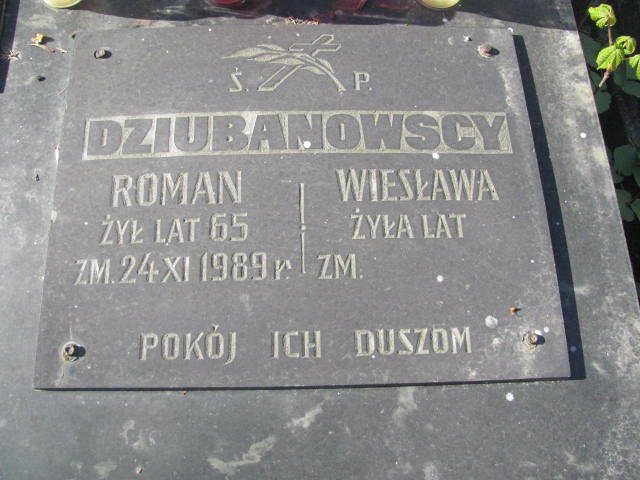 Ś. P.
DZIUBANOWSCY
ROMAN WIESŁAWA
ŻYŁ LAT 65 ŻYŁA LAT
ZM. 24 XI 1989 r. ZM.
POKÓJ ICH DUSZOM